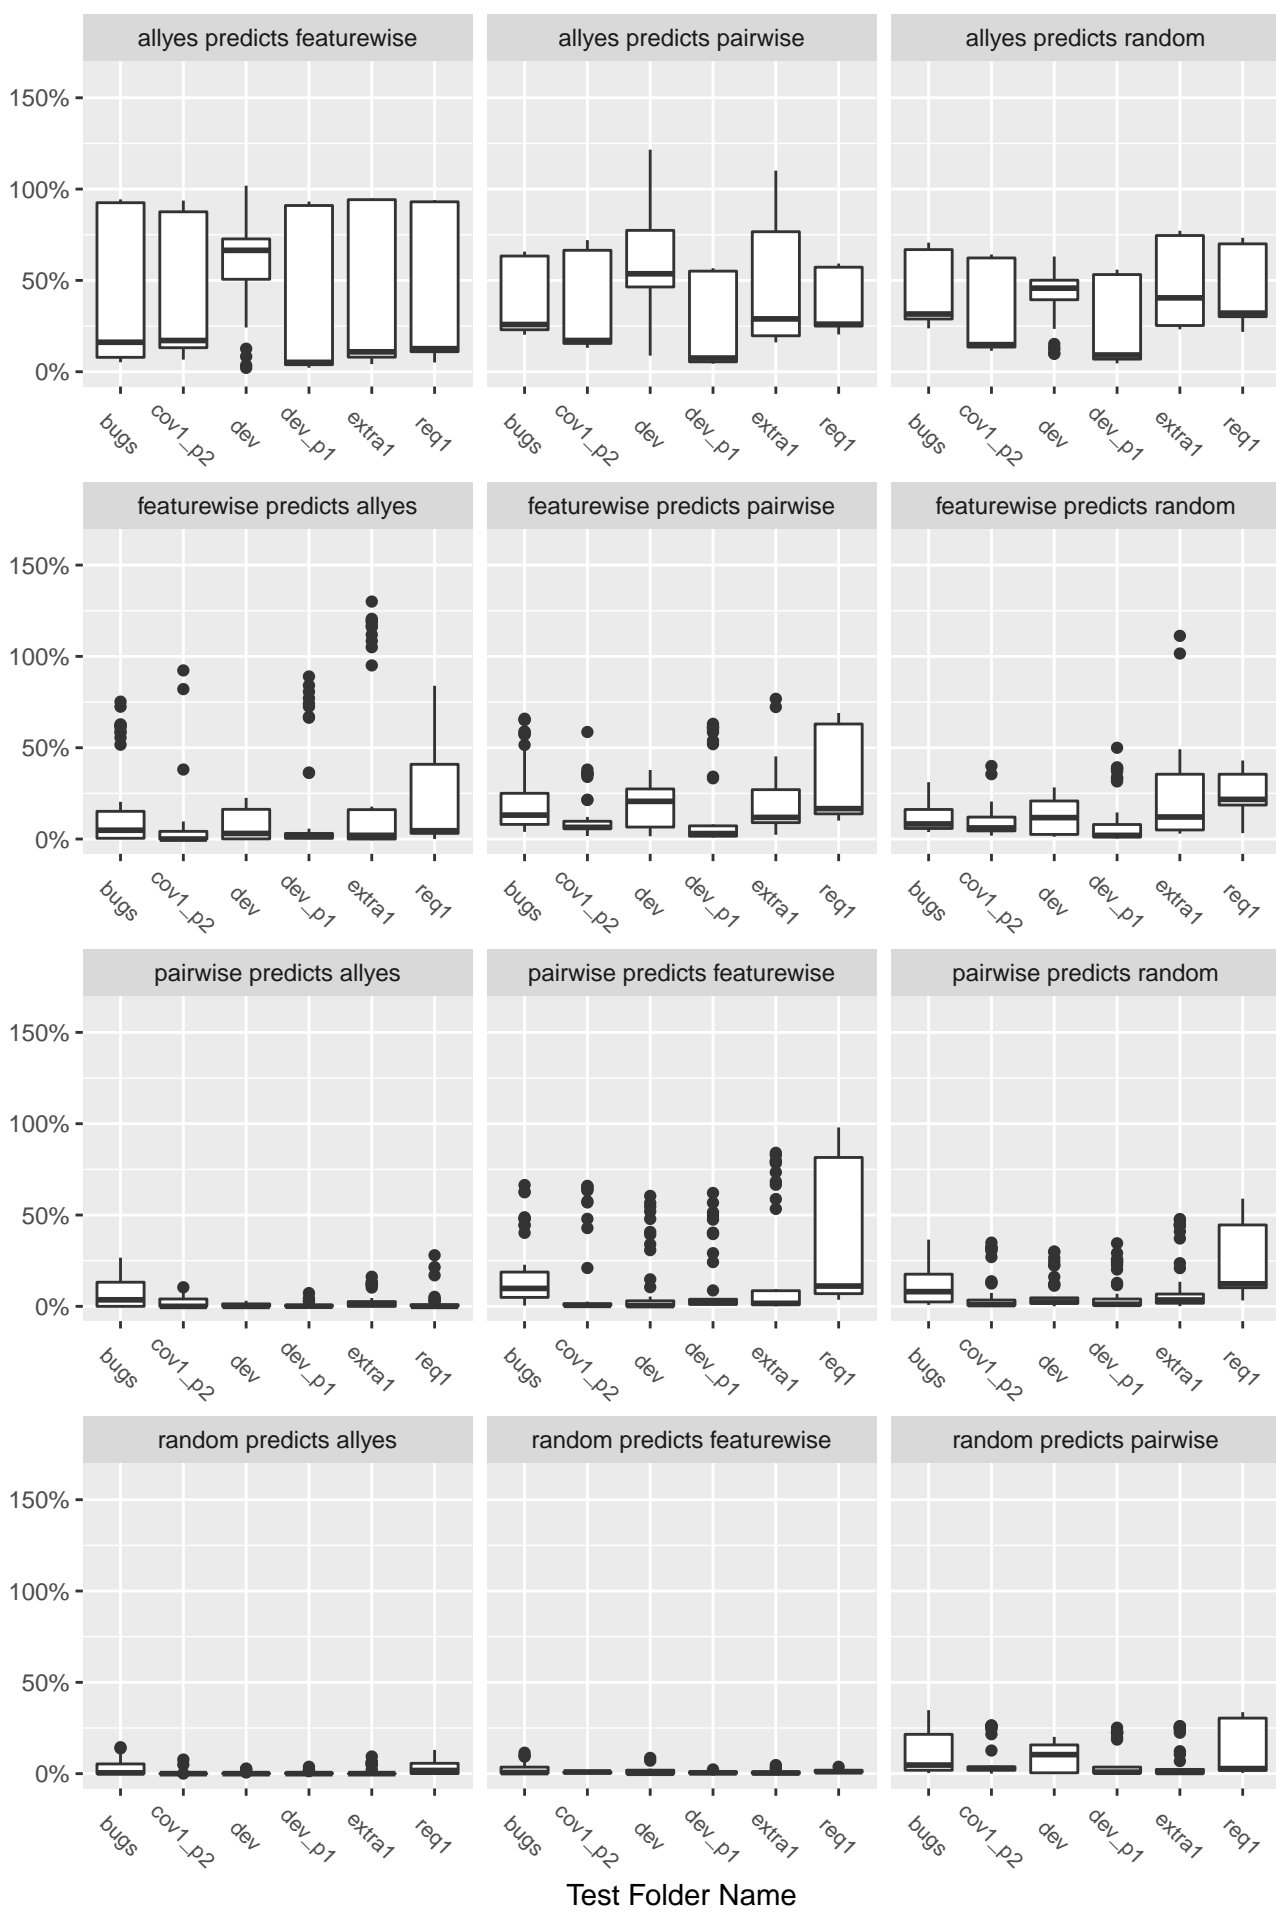 allyes predicts featurewise allyes predicts pairwise allyes predicts random
150%
100%
50%
0%
bugs cov1_p2 dev dev_p1 extra1 req1 bugs cov1_p2 dev dev_p1 extra1 req1 bugs cov1_p2 dev dev_p1 extra1 req1
featurewise predicts allyes featurewise predicts pairwise featurewise predicts random
150%
100%
50%
0%
bugs cov1_p2 dev dev_p1 extra1 req1 bugs cov1_p2 dev dev_p1 extra1 req1 bugs cov1_p2 dev dev_p1 extra1 req1
pairwise predicts allyes pairwise predicts featurewise pairwise predicts random
150%
100%
50%
0%
bugs cov1_p2 dev dev_p1 extra1 req1 bugs cov1_p2 dev dev_p1 extra1 req1 bugs cov1_p2 dev dev_p1 extra1 req1
random predicts allyes random predicts featurewise random predicts pairwise
150%
100%
50%
0%
bugs cov1_p2 dev dev_p1 extra1 req1 bugs cov1_p2 dev dev_p1 extra1 req1 bugs cov1_p2 dev dev_p1 extra1 req1
Test Folder Name